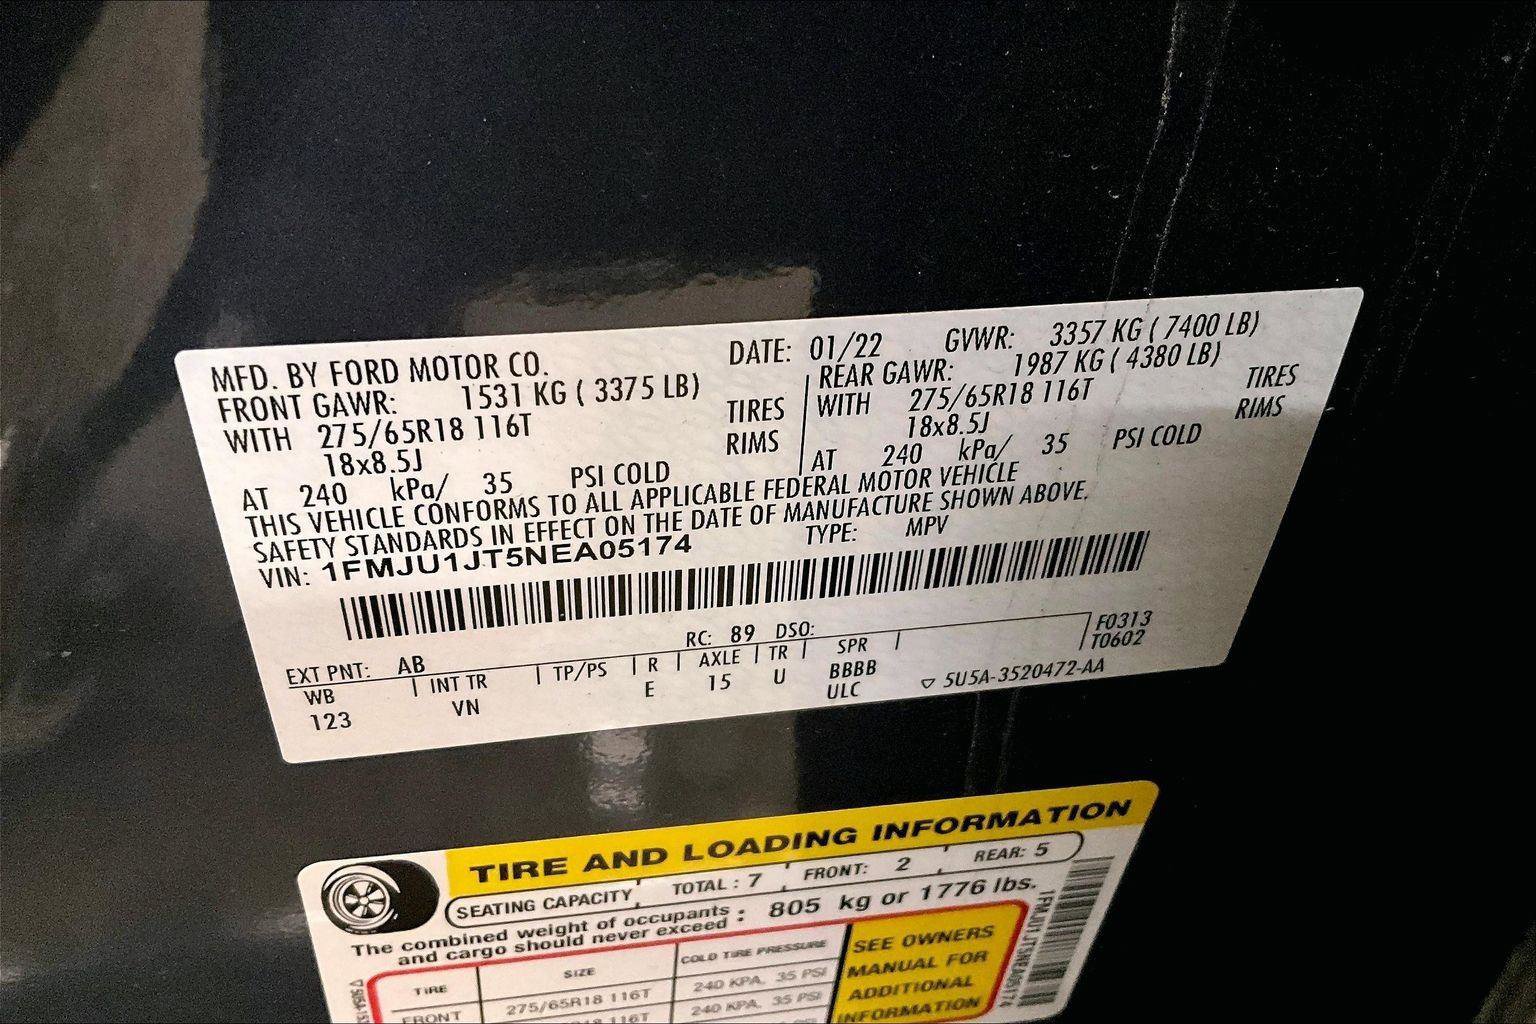 MFD. BY FORD MOTOR CO. DATE: 01/22 GVWR: 3357 KG ( 7400 LB)
FRONT GAWR: 1531 KG ( 3375 LB) REAR GAWR: 1987 KG ( 4380 LB)
WITH 275/65R18 116T TIRES WITH 275/65R18 116T TIRES
18x8.5J RIMS 18x8.5J RIMS
AT 240 kPa/ 35 PSI COLD AT 240 kPa/ 35 PSI COLD
THIS VEHICLE CONFORMS TO ALL APPLICABLE FEDERAL MOTOR VEHICLE
SAFETY STANDARDS IN EFFECT ON THE DATE OF MANUFACTURE SHOWN ABOVE.
VIN: 1FMJU1JT5NEA05174 TYPE: MPV
EXT PNT: AB RC: 89 DSO: F0313
WB INT TR TP/PS R AXLE TR SPR T0602
123 VN E 15 U BBBB
ULC ▽ 5U5A-3520472-AA
TIRE AND LOADING INFORMATION
SEATING CAPACITY TOTAL : 7 FRONT: 2 REAR: 5
The combined weight of occupants : 805 kg or 1776 lbs.
and cargo should never exceed
TIRE SIZE COLD TIRE PRESSURE
FRONT 275/65R18 116T 240 KPA, 35 PSI
116T 240 KPA, 35 PSI
SEE OWNERS
MANUAL FOR
ADDITIONAL
INFORMATION
1FMJU1JT5NEA05174